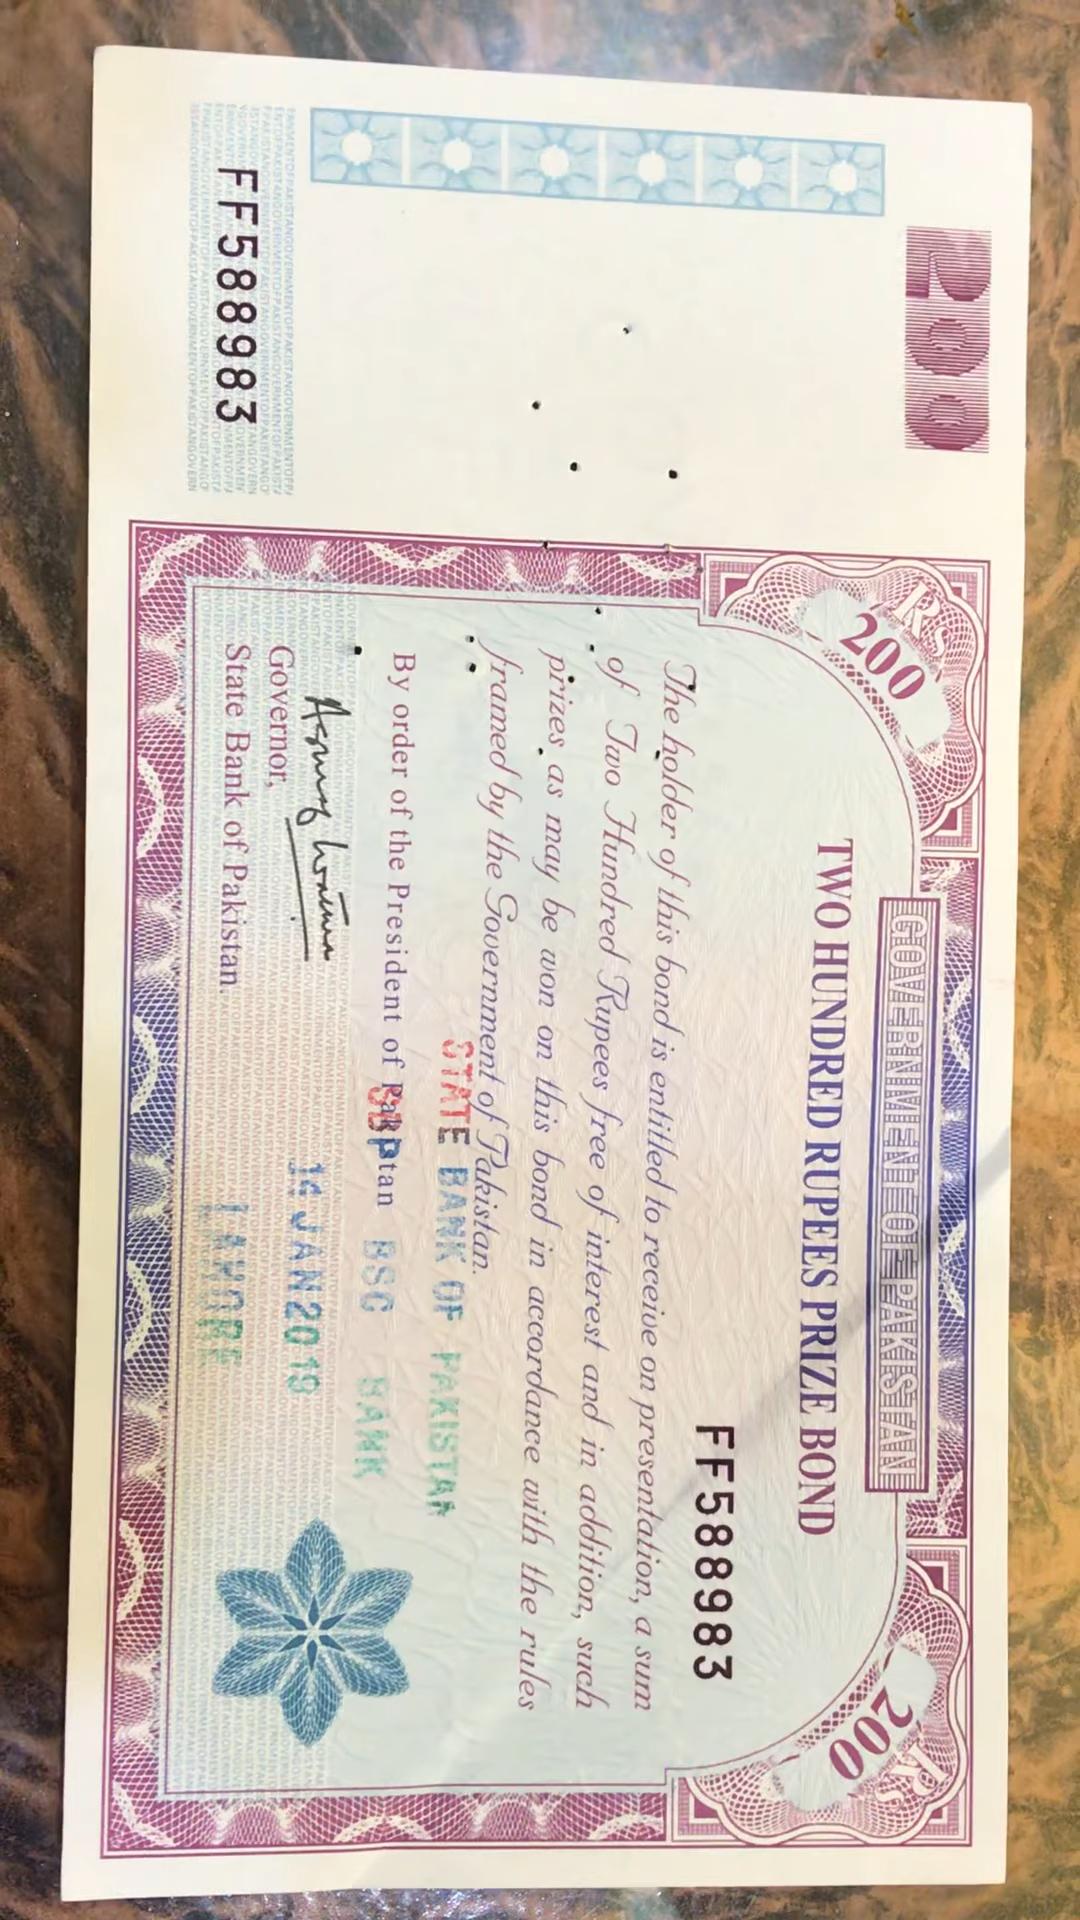 200
FF588983
GOVERNMENT OF PAKISTAN
Rs
200
200
Rs
TWO HUNDRED RUPEES PRIZE BOND
FF588983
The holder of this bond is entitled to receive on presentation, a sum
of Two Hundred Rupees free of interest and in addition, such
prizes as may be won on this bond in accordance with the rules
framed by the Government of Pakistan.
STATE BANK OF PAKISTAN
By order of the President of Pakistan
SBP BSC BANK
14 JAN 2019
LAHORE
Governor,
State Bank of Pakistan.